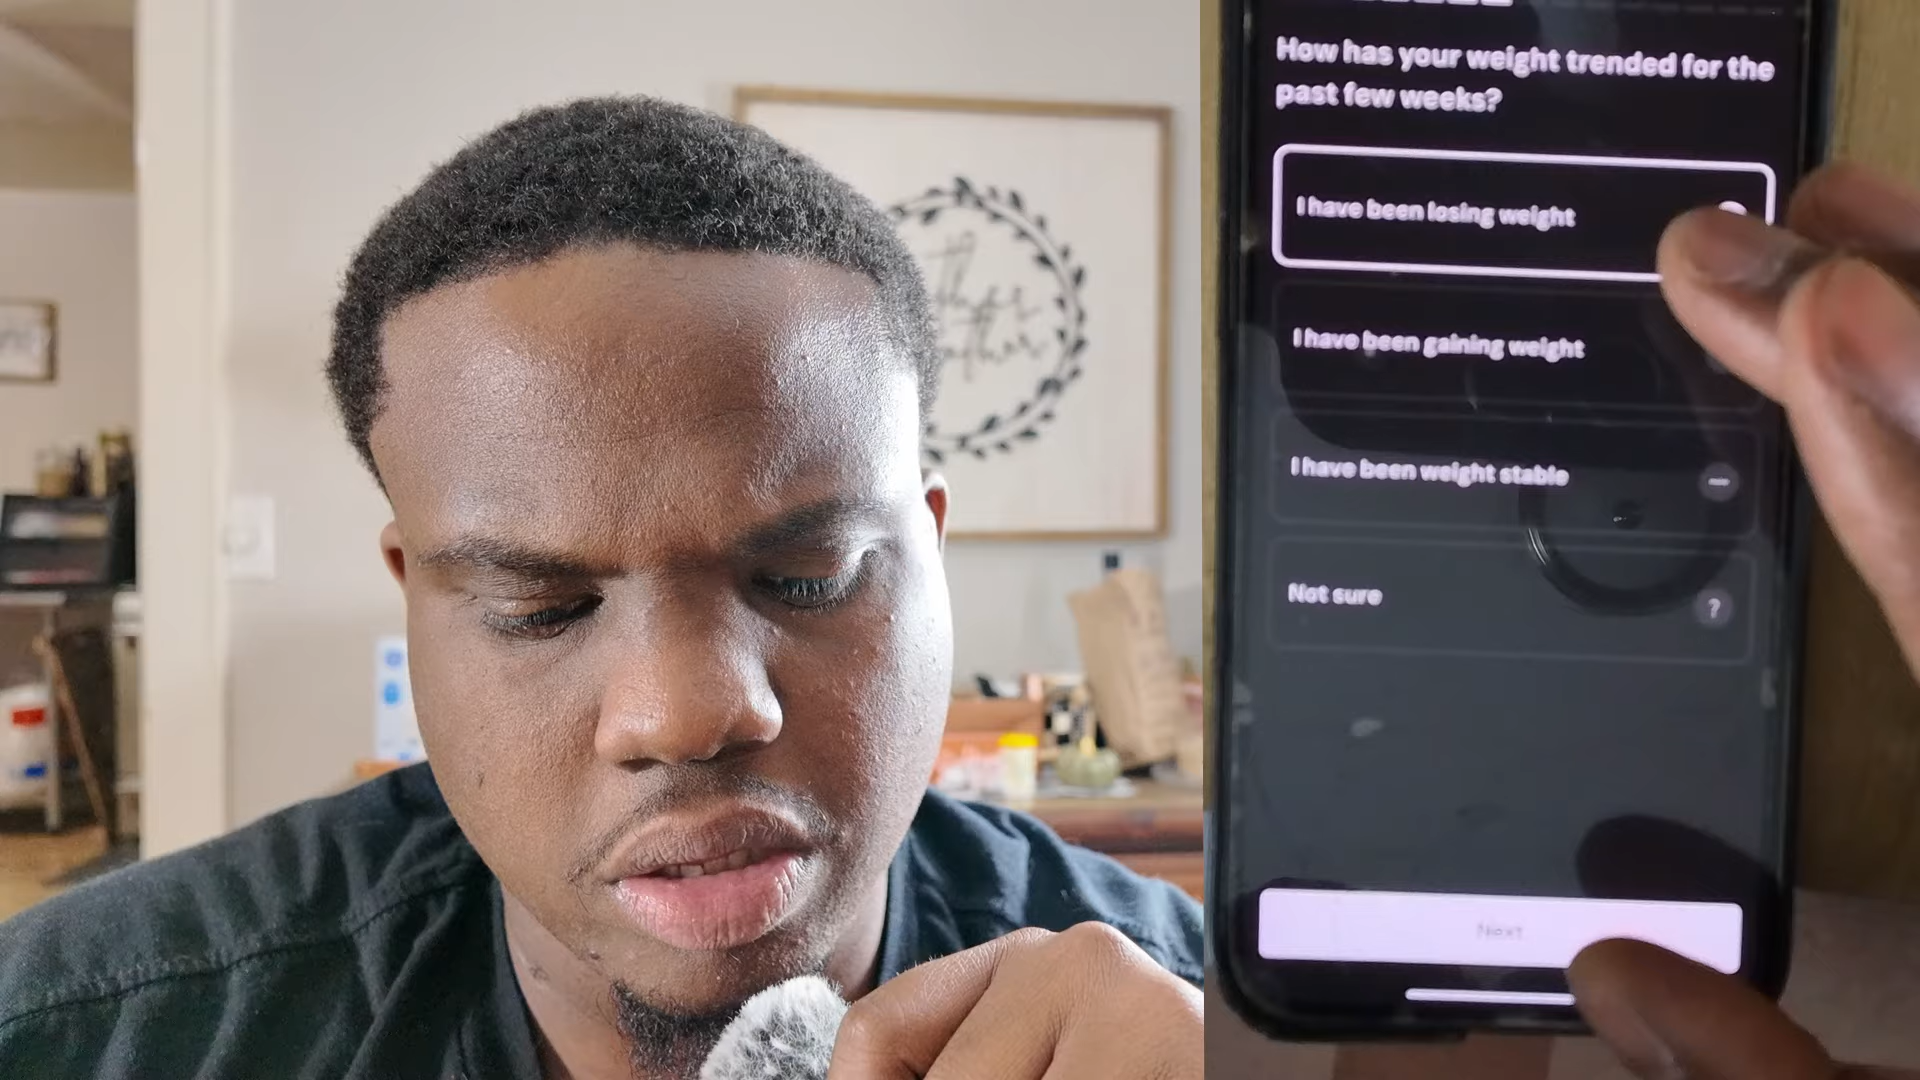 How has your weight trended for the
past few weeks?
I have been losing weight
I have been gaining weight
I have been weight stable
Not sure
?
Next